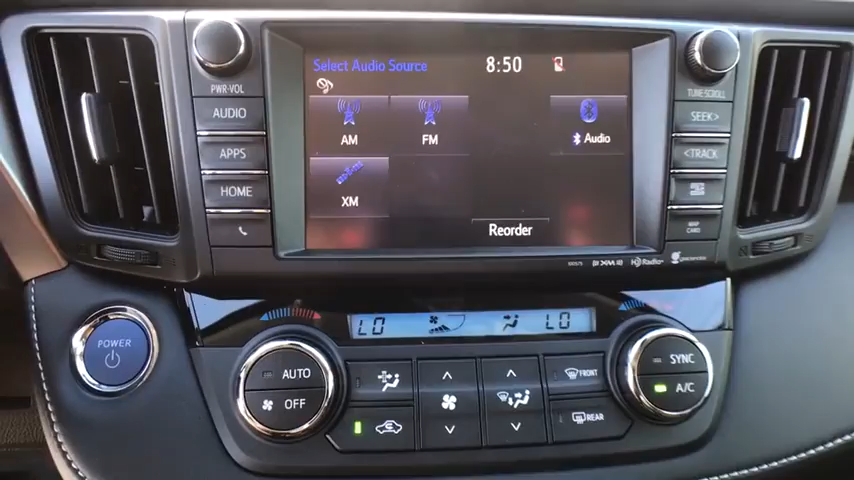 Select Audio Source 8:50
PWR·VOL
TUNE·SCROLL
AUDIO
SEEK>
AM FM Audio
APPS
<TRACK
HOME
XM
MAP
CARD
Reorder
((XM)) HD Radio
LO LO
POWER
AUTO
OFF
FRONT
REAR
SYNC
A/C